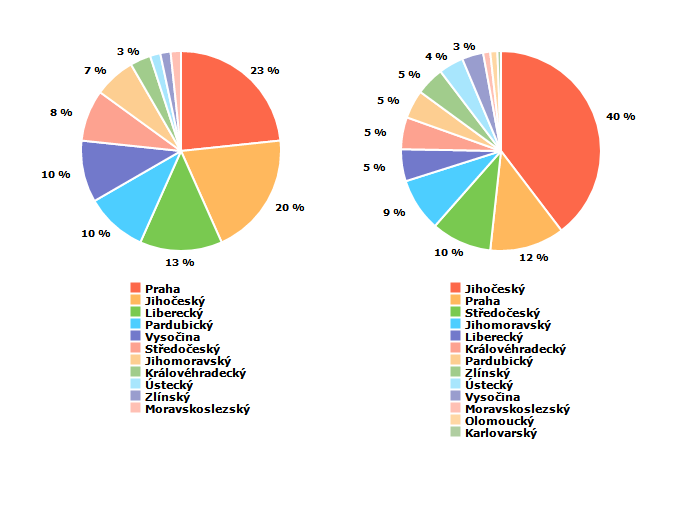 3 %
7 %
23 %
8 %
10 %
20 %
10 %
13 %
Praha
Jihočeský
Liberecký
Pardubický
Vysočina
Středočeský
Jihomoravský
Královéhradecký
Ústecký
Zlínský
Moravskoslezský
3 %
4 %
5 %
40 %
5 %
5 %
5 %
9 %
10 %
12 %
Jihočeský
Praha
Středočeský
Jihomoravský
Liberecký
Královéhradecký
Pardubický
Zlínský
Ústecký
Vysočina
Moravskoslezský
Olomoucký
Karlovarský